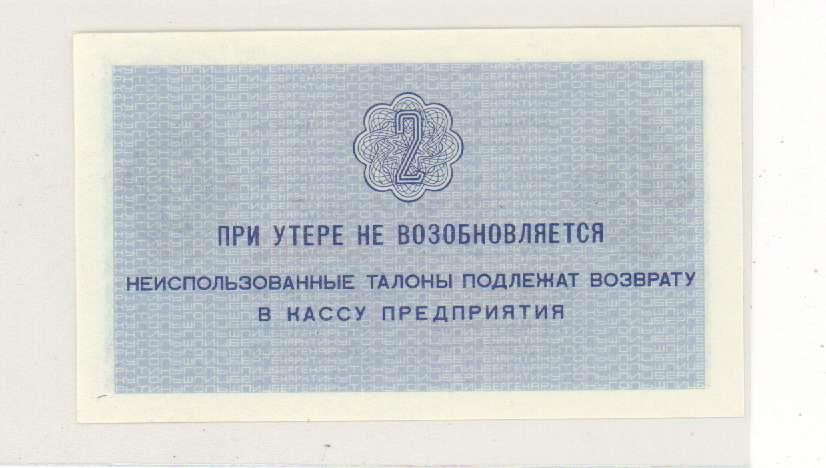 2
ПРИ УТЕРЕ НЕ ВОЗОБНОВЛЯЕТСЯ
НЕИСПОЛЬЗОВАННЫЕ ТАЛОНЫ ПОДЛЕЖАТ ВОЗВРАТУ
В КАССУ ПРЕДПРИЯТИЯ